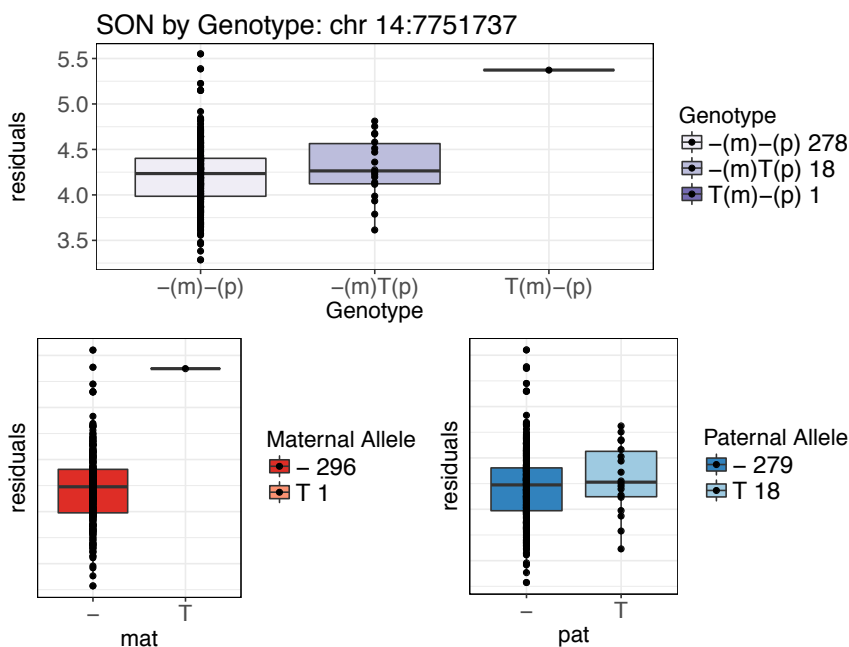 SON by Genotype: chr 14:7751737
5.5
5.0
4.5
4.0
3.5
residuals
−(m)−(p)
−(m)T(p)
T(m)−(p)
Genotype
Genotype
−(m)−(p) 278
−(m)T(p) 18
T(m)−(p) 1
residuals
−
T
mat
Maternal Allele
− 296
T 1
residuals
−
T
pat
Paternal Allele
− 279
T 18